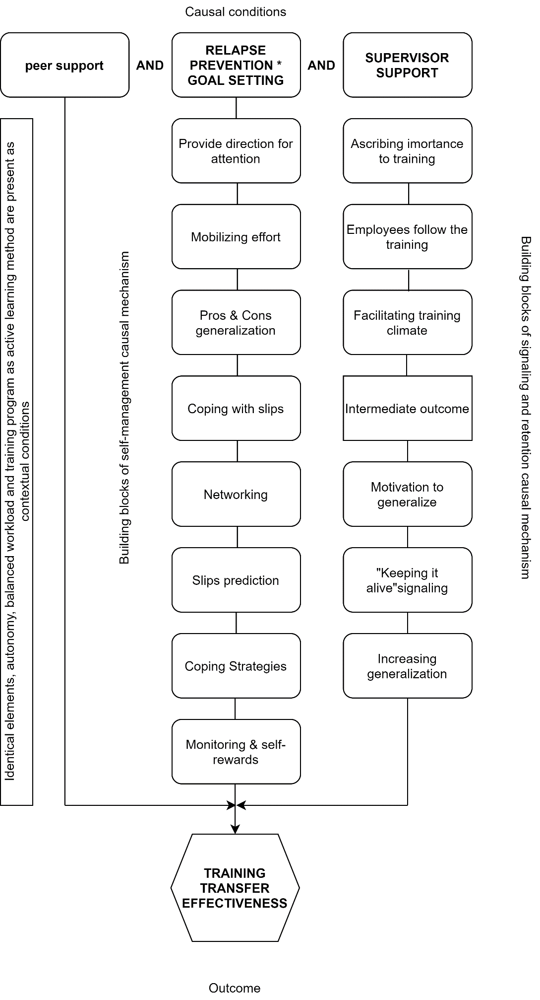 Causal conditions
peer support
AND
RELAPSE
PREVENTION *
GOAL SETTING
AND
SUPERVISOR
SUPPORT
Identical elements, autonomy, balanced workload and training program as active learning method are present as
contextual conditions
Building blocks of self-management causal mechanism
Provide direction for
attention
Mobilizing effort
Pros & Cons
generalization
Coping with slips
Networking
Slips prediction
Coping Strategies
Monitoring & self-
rewards
Ascribing imortance
to training
Employees follow the
training
Facilitating training
climate
Intermediate outcome
Motivation to
generalize
"Keeping it
alive"signaling
Increasing
generalization
Building blocks of signaling and retention causal mechanism
TRAINING
TRANSFER
EFFECTIVENESS
Outcome